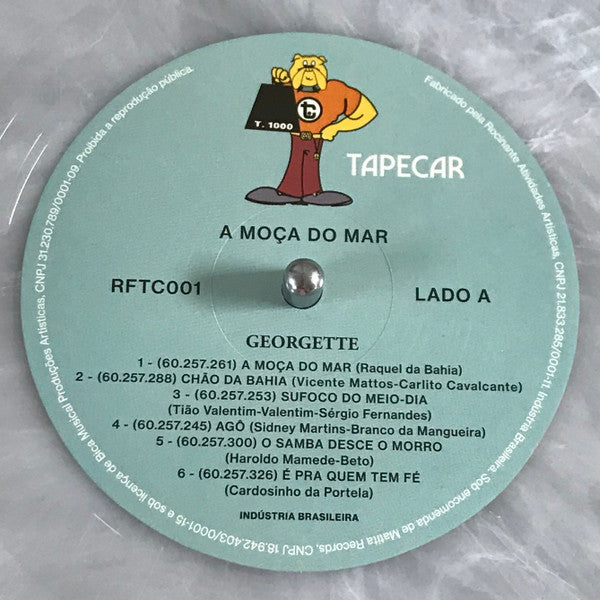 T. 1000
TAPECAR
A MOÇA DO MAR
RFTC001
LADO A
GEORGETTE
1 - (60.257.261) A MOÇA DO MAR (Raquel da Bahia)
2 - (60.257.288) CHÃO DA BAHIA (Vicente Mattos-Carlito Cavalcante)
3 - (60.257.253) SUFOCO DO MEIO-DIA
(Tião Valentim-Valentim-Sérgio Fernandes)
4 - (60.257.245) AGÔ (Sidney Martins-Branco da Mangueira)
5 - (60.257.300) O SAMBA DESCE O MORRO
(Haroldo Mamede-Beto)
6 - (60.257.326) É PRA QUEM TEM FÉ
(Cardosinho da Portela)
INDÚSTRIA BRASILEIRA
Fabricado pela Rocinante Atividades Artísticas, CNPJ 21.833.285/0001-11. Indústria Brasileira. Sob encomenda de Matita Records, CNPJ 18.942.403/0001-15 e sob licença de Bica Musical Produções Artísticas, CNPJ 31.230.789/0001-09. Proibida a reprodução pública.